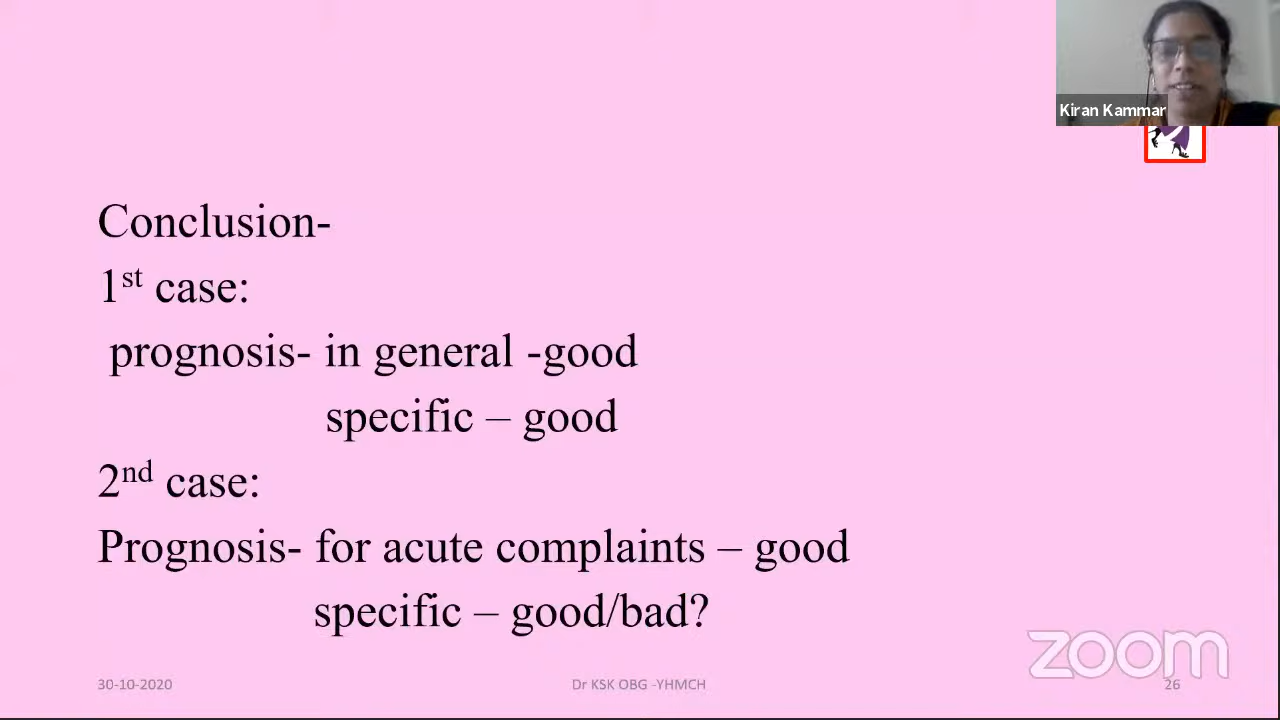 Kiran Kammar
Conclusion-
1st case:
prognosis- in general -good
specific – good
2nd case:
Prognosis- for acute complaints – good
specific – good/bad?
zoom
30-10-2020
Dr KSK OBG -YHMCH
26